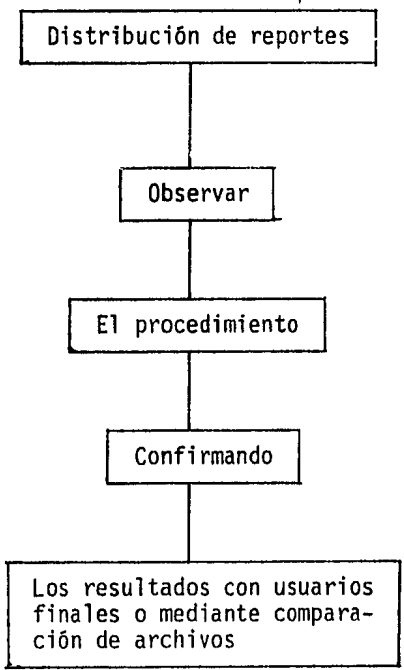 Distribución de reportes
Observar
El procedimiento
Confirmando
Los resultados con usuarios
finales o mediante compara-
ción de archivos